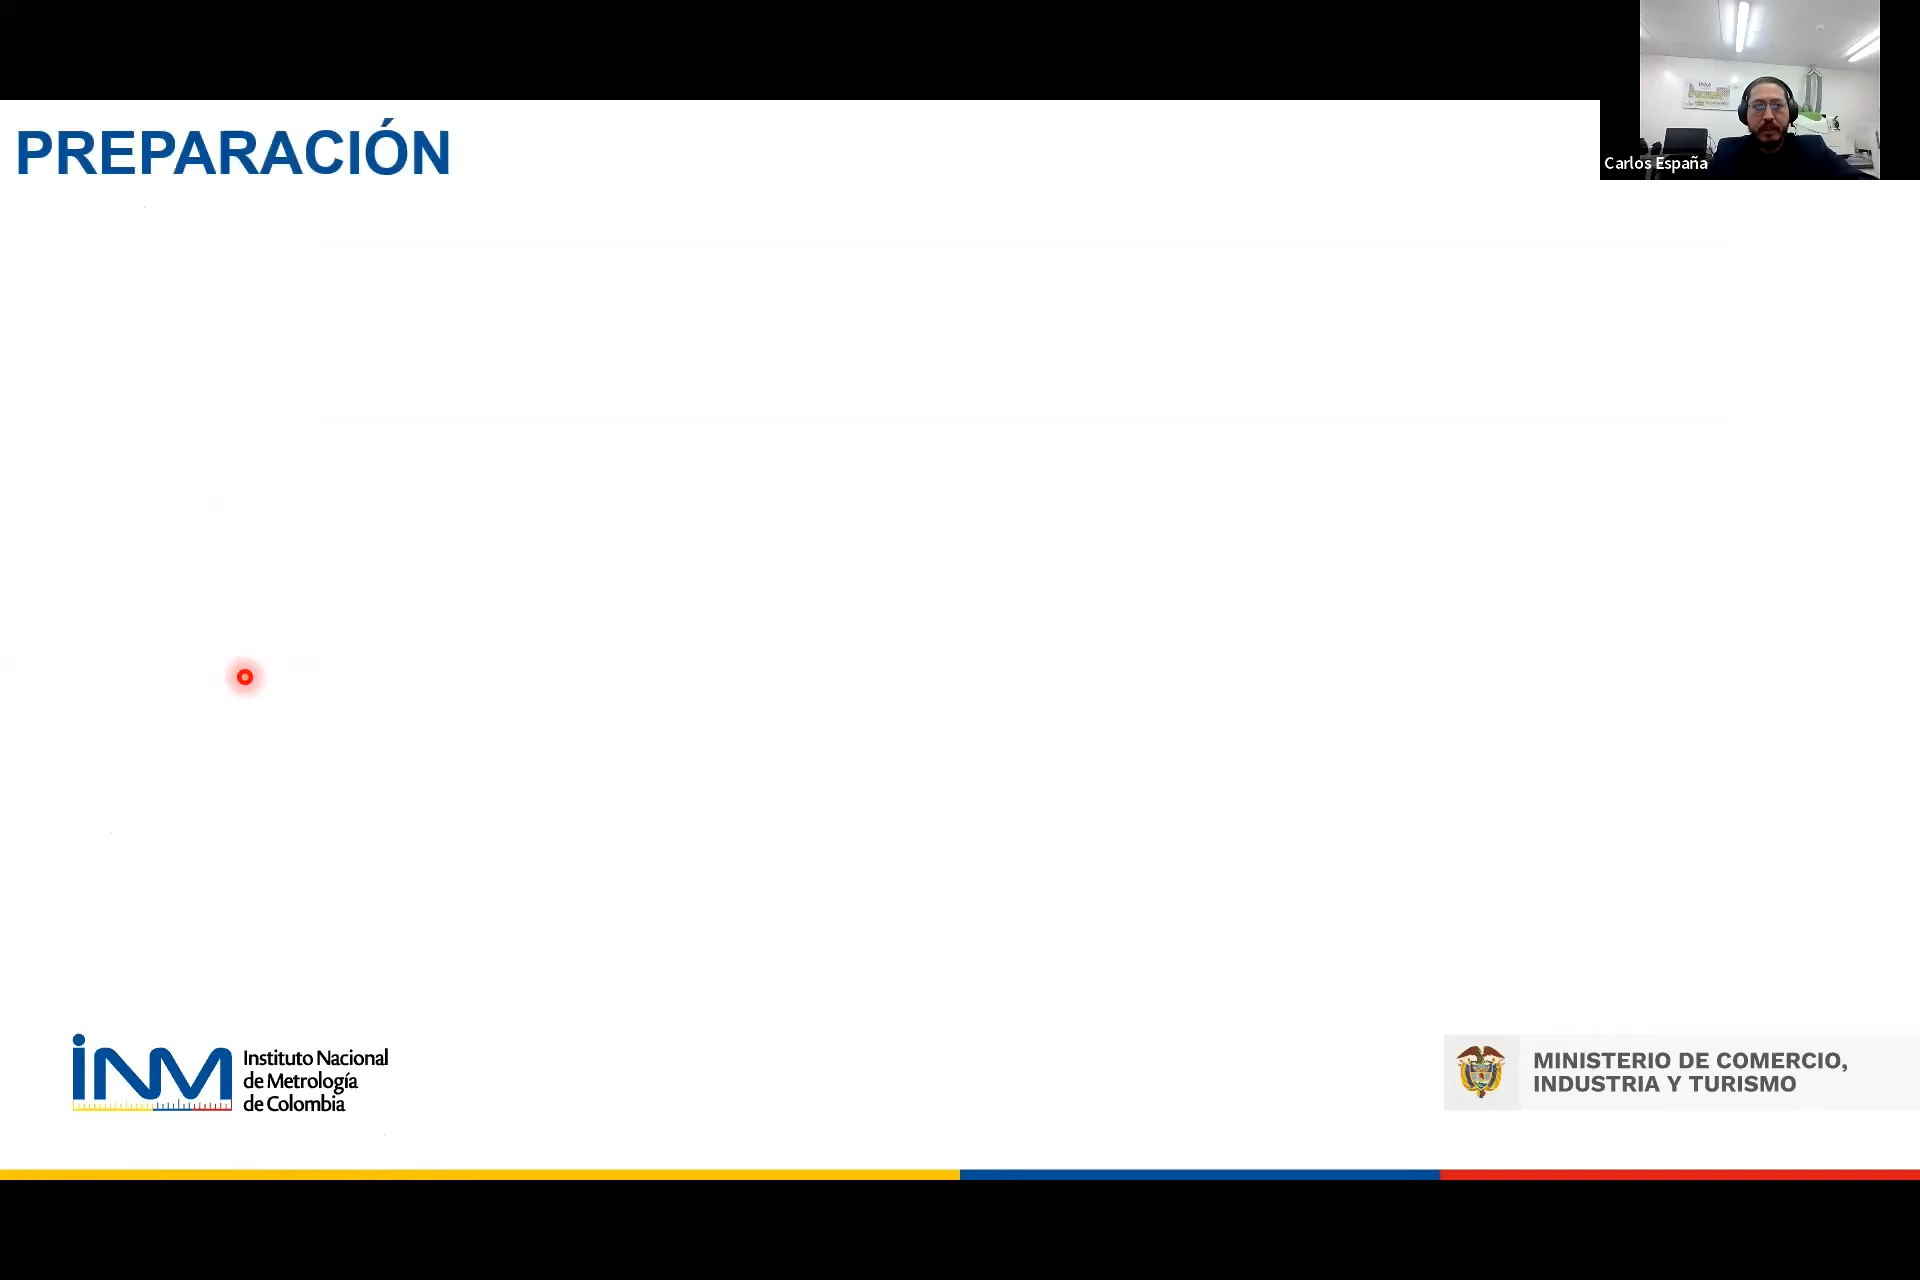 PREPARACIÓN
Carlos España
INM
Instituto Nacional
de Metrología
de Colombia
MINISTERIO DE COMERCIO,
INDUSTRIA Y TURISMO